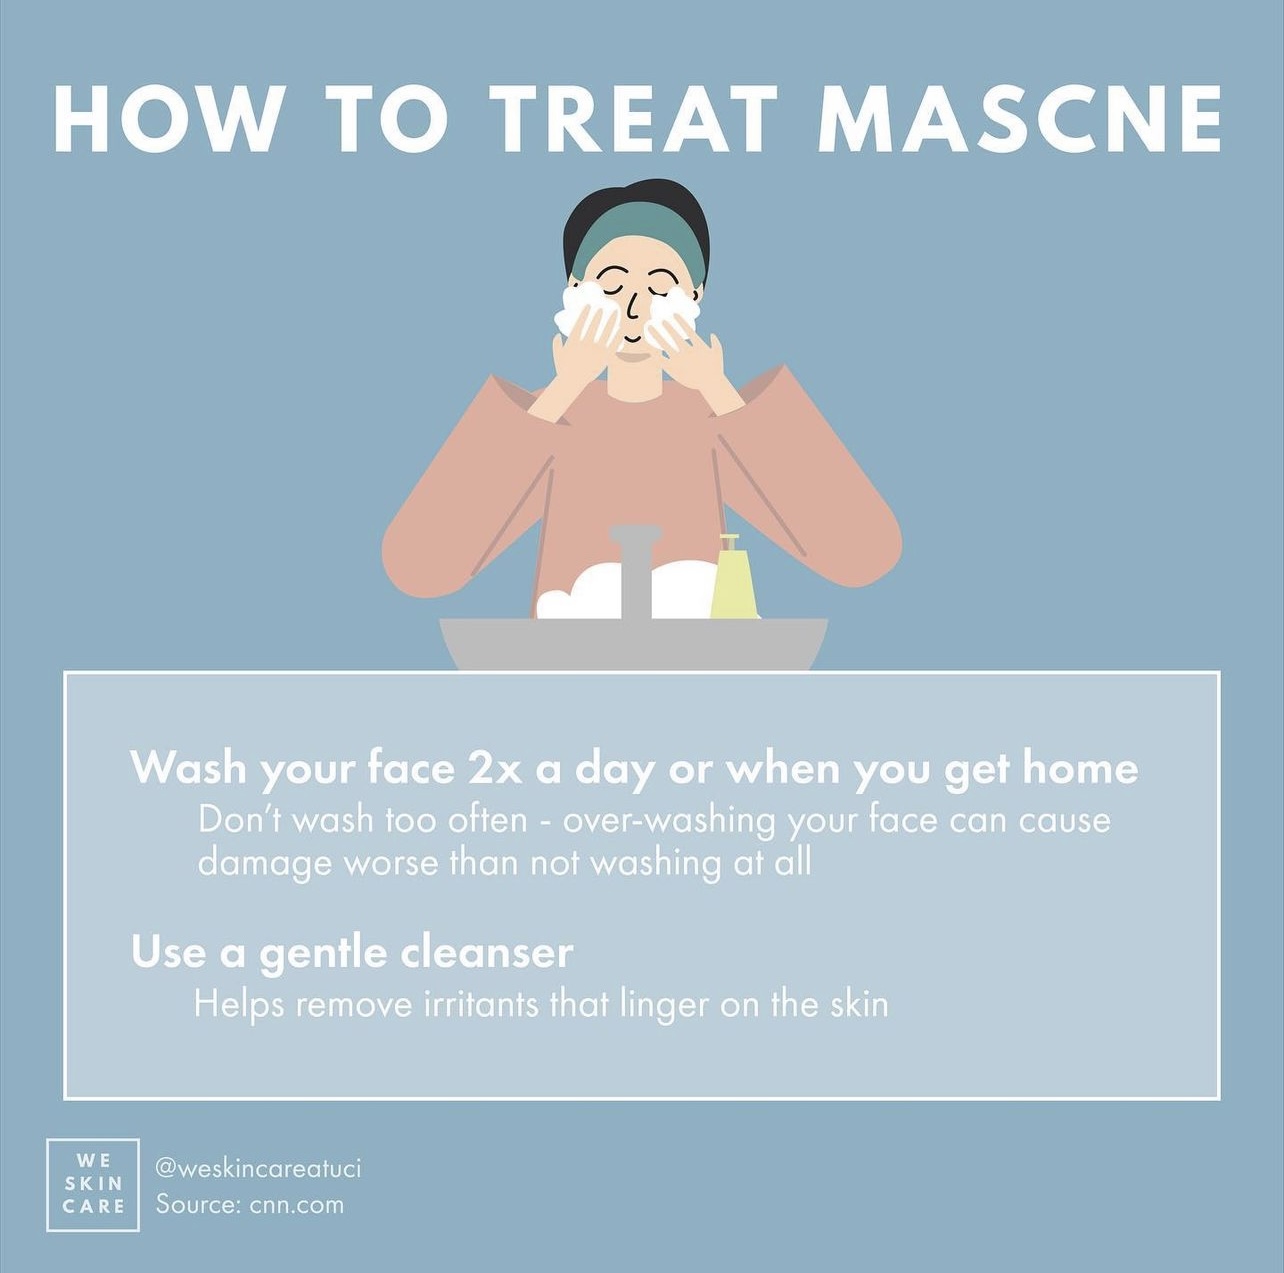 HOW TO TREAT MASCNE
Wash your face 2x a day or when you get home
Don't wash too often - over-washing your face can cause
damage worse than not washing at all
Use a gentle cleanser
Helps remove irritants that linger on the skin
WE
SKIN
CARE
@weskincareatuci
Source: cnn.com